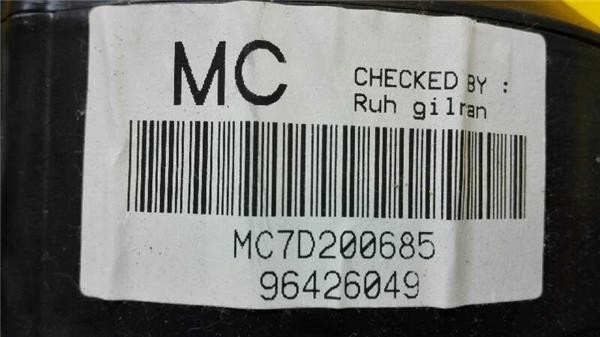 MC
CHECKED BY :
Ruh gilran
MC7D200685
96426049